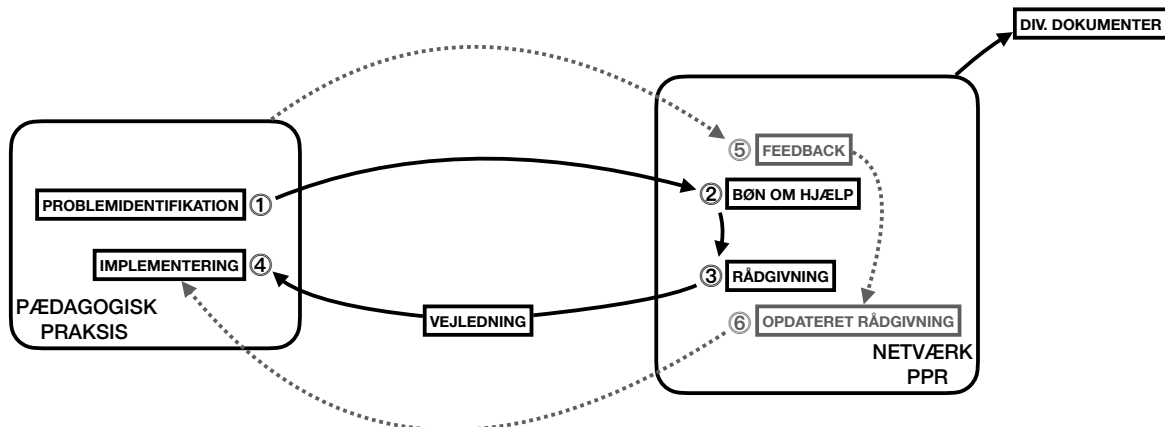 DIV. DOKUMENTER
⑤ FEEDBACK
PROBLEMIDENTIFIKATION ①
② BØN OM HJÆLP
IMPLEMENTERING ④
③ RÅDGIVNING
PÆDAGOGISK
PRAKSIS
VEJLEDNING
⑥ OPDATERET RÅDGIVNING
NETVÆRK
PPR